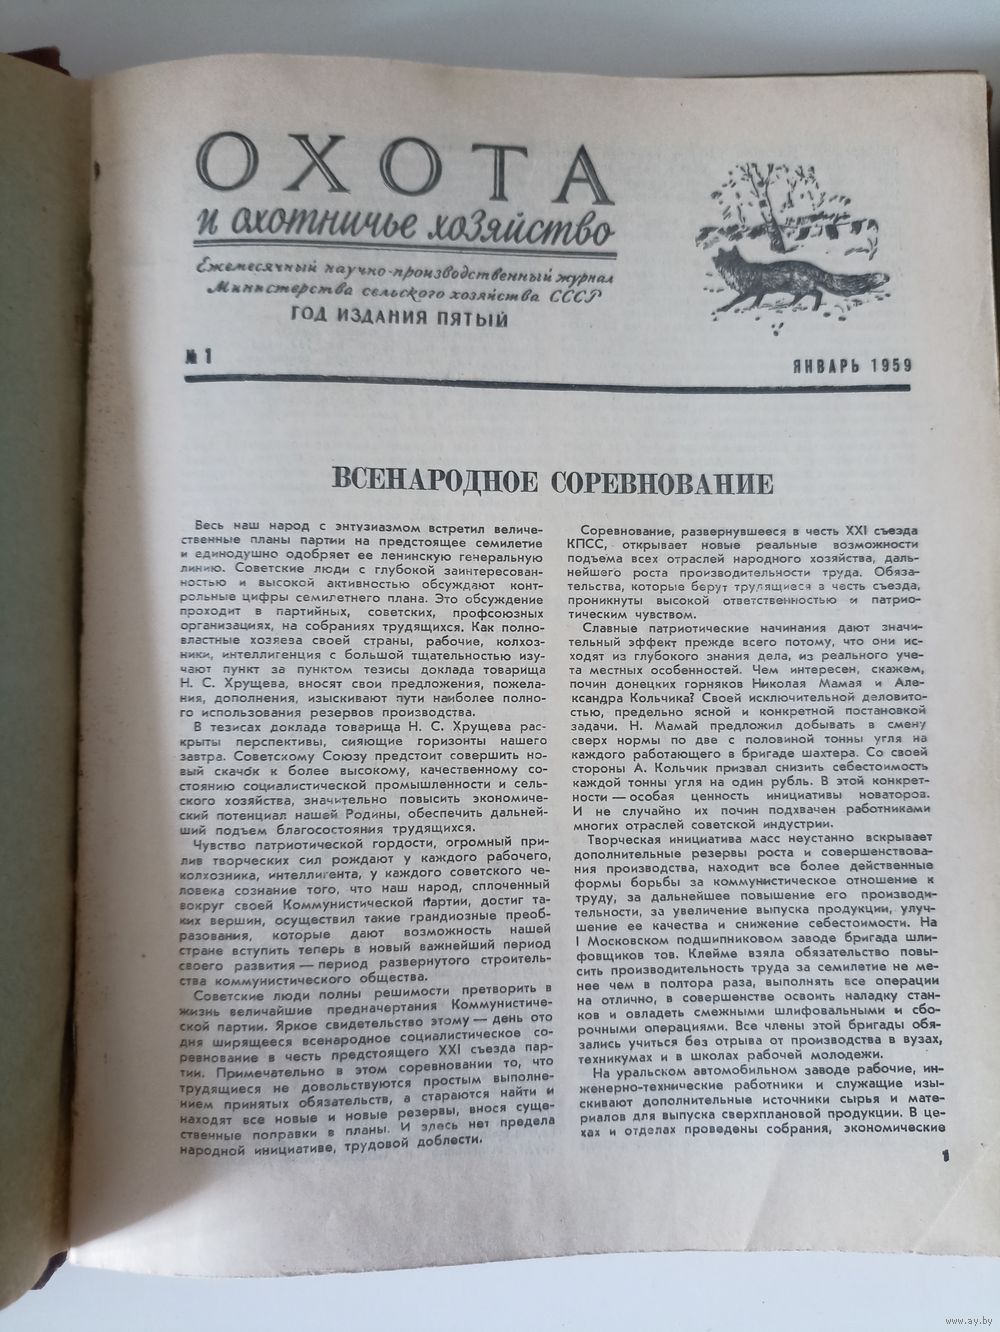 ОХОТА
и охотничье хозяйство
Ежемесячный научно-производственный журнал
Министерства сельского хозяйства СССР
ГОД ИЗДАНИЯ ПЯТЫЙ
№ 1
ЯНВАРЬ 1959
ВСЕНАРОДНОЕ СОРЕВНОВАНИЕ
Весь наш народ с энтузиазмом встретил величе-
ственные планы партии на предстоящее семилетие
и единодушно одобряет ее ленинскую генеральную
линию. Советские люди с глубокой заинтересован-
ностью и высокой активностью обсуждают конт-
рольные цифры семилетнего плана. Это обсуждение
проходит в партийных, советских, профсоюзных
организациях, на собраниях трудящихся. Как полно-
властные хозяева своей страны, рабочие, колхоз-
ники, интеллигенция с большой тщательностью изу-
чают пункт за пунктом тезисы доклада товарища
Н. С. Хрущева, вносят свои предложения, пожела-
ния, дополнения, изыскивают пути наиболее полно-
го использования резервов производства.
В тезисах доклада товарища Н. С. Хрущева рас-
крыты перспективы, сияющие горизонты нашего
завтра. Советскому Союзу предстоит совершить но-
вый скачок к более высокому, качественному со-
стоянию социалистической промышленности и сель-
ского хозяйства, значительно повысить экономиче-
ский потенциал нашей Родины, обеспечить дальней-
ший подъем благосостояния трудящихся.
Чувство патриотической гордости, огромный при-
лив творческих сил рождают у каждого рабочего,
колхозника, интеллигента, у каждого советского че-
ловека сознание того, что наш народ, сплоченный
вокруг своей Коммунистической Партии, достиг та-
ких вершин, осуществил такие грандиозные преоб-
разования, которые дают возможность нашей
стране вступить теперь в новый важнейший период
своего развития — период развернутого строитель-
ства коммунистического общества.
Советские люди полны решимости претворить в
жизнь величайшие предначертания Коммунистиче-
ской партии. Яркое свидетельство этому — день ото
дня ширящееся всенародное социалистическое со-
ревнование в честь предстоящего XXI съезда пар-
тии. Примечательно в этом соревновании то, что
трудящиеся не довольствуются простым выполне-
нием принятых обязательств, а стараются найти и
находят все новые и новые резервы, внося суще-
ственные поправки в планы. И здесь нет предела
народной инициативе, трудовой доблести.
Соревнование, развернувшееся в честь XXI съезда
КПСС, открывает новые реальные возможности
подъема всех отраслей народного хозяйства, даль-
нейшего роста производительности труда. Обяза-
тельства, которые берут трудящиеся в честь съезда,
проникнуты высокой ответственностью и патрио-
тическим чувством.
Славные патриотические начинания дают значи-
тельный эффект прежде всего потому, что они ис-
ходят из глубокого знания дела, из реального уче-
та местных особенностей. Чем интересен, скажем,
почин донецких горняков Николая Мамая и Але-
ксандра Кольчика? Своей исключительной деловито-
стью, предельно ясной и конкретной постановкой
задачи. Н. Мамай предложил добывать в смену
сверх нормы по две с половиной тонны угля на
каждого работающего в бригаде шахтера. Со своей
стороны А. Кольчик призвал снизить себестоимость
каждой тонны угля на один рубль. В этой конкрет-
ности — особая ценность инициативы новаторов.
И не случайно их почин подхвачен работниками
многих отраслей советской индустрии.
Творческая инициатива масс неустанно вскрывает
дополнительные резервы роста и совершенствова-
ния производства, находит все более действенные
формы борьбы за коммунистическое отношение к
труду, за дальнейшее повышение его производи-
тельности, за увеличение выпуска продукции, улуч-
шение ее качества и снижение себестоимости. На
I Московском подшипниковом заводе бригада шли-
фовщиков тов. Клейме взяла обязательство повы-
сить производительность труда за семилетие не ме-
нее чем в полтора раза, выполнять все операции
на отлично, в совершенстве освоить наладку стан-
ков и овладеть смежными шлифовальными и сбо-
рочными операциями. Все члены этой бригады обя-
зались учиться без отрыва от производства в вузах,
техникумах и в школах рабочей молодежи.
На уральском автомобильном заводе рабочие, ин-
женерно-технические работники и служащие изы-
скивают дополнительные источники сырья и мате-
риалов для выпуска сверхплановой продукции. В це-
хах и отделах проведены собрания, экономические
1
www.ay.by